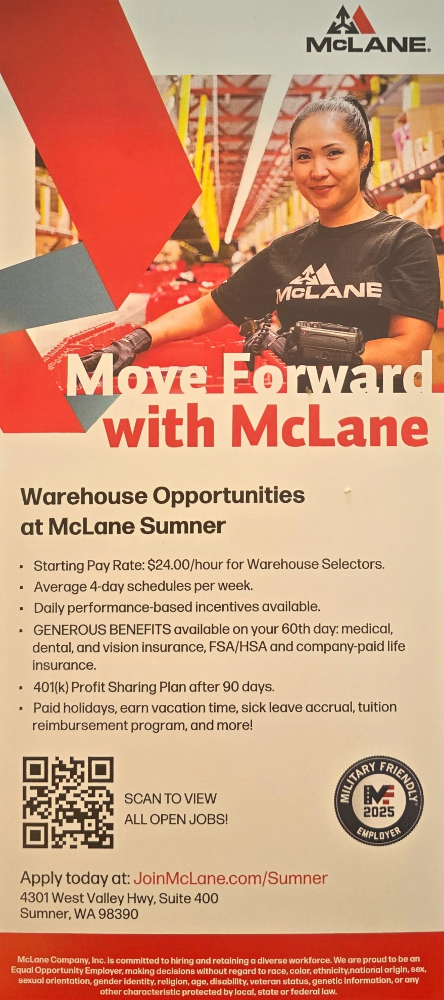 McLANE®
McLANE
Move Forward
with McLane
Warehouse Opportunities
at McLane Sumner
▪ Starting Pay Rate: $24.00/hour for Warehouse Selectors.
▪ Average 4-day schedules per week.
▪ Daily performance-based incentives available.
▪ GENEROUS BENEFITS available on your 60th day: medical,
dental, and vision insurance, FSA/HSA and company-paid life
insurance.
▪ 401(k) Profit Sharing Plan after 90 days.
▪ Paid holidays, earn vacation time, sick leave accrual, tuition
reimbursement program, and more!
SCAN TO VIEW
ALL OPEN JOBS!
MILITARY FRIENDLY®
MF
2025
EMPLOYER
Apply today at: JoinMcLane.com/Sumner
4301 West Valley Hwy, Suite 400
Sumner, WA 98390
McLane Company, Inc. is committed to hiring and retaining a diverse workforce. We are proud to be an
Equal Opportunity Employer, making decisions without regard to race, color, ethnicity,national origin, sex,
sexual orientation, gender identity, religion, age, disability, veteran status, genetic information, or any
other characteristic protected by local, state or federal law.